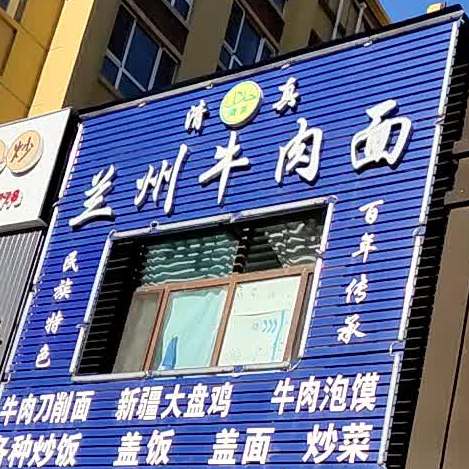 清真
兰州牛肉面
民族特色
百年传承
牛肉刀削面 新疆大盘鸡 牛肉泡馍
各种炒饭 盖饭 盖面 炒菜
炒